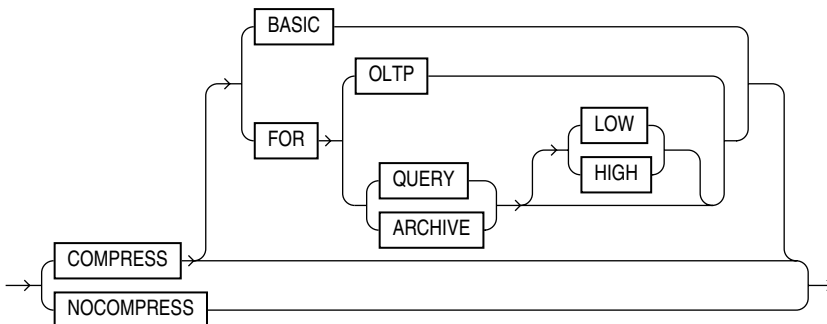 BASIC
OLTP
FOR
LOW
HIGH
QUERY
ARCHIVE
COMPRESS
NOCOMPRESS